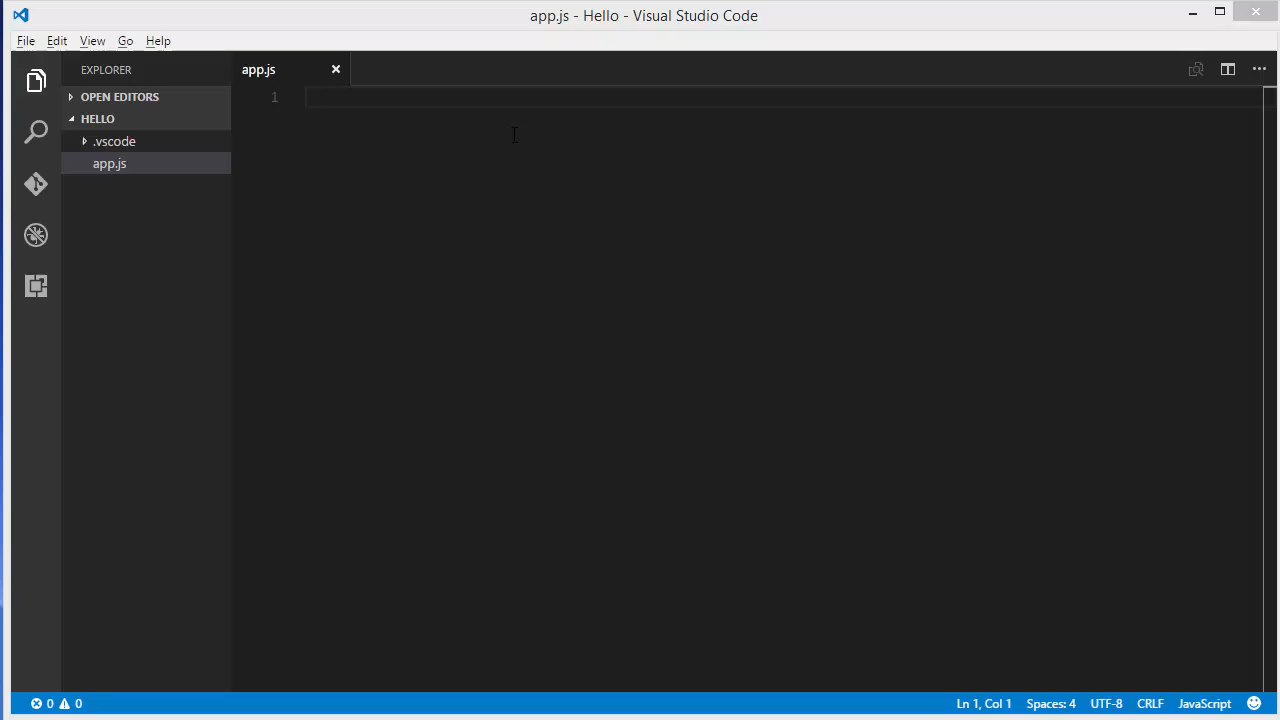 app.js - Hello - Visual Studio Code
File Edit View Go Help
EXPLORER
OPEN EDITORS
HELLO
.vscode
app.js
app.js
1
0 0
Ln 1, Col 1 Spaces: 4 UTF-8 CRLF JavaScript